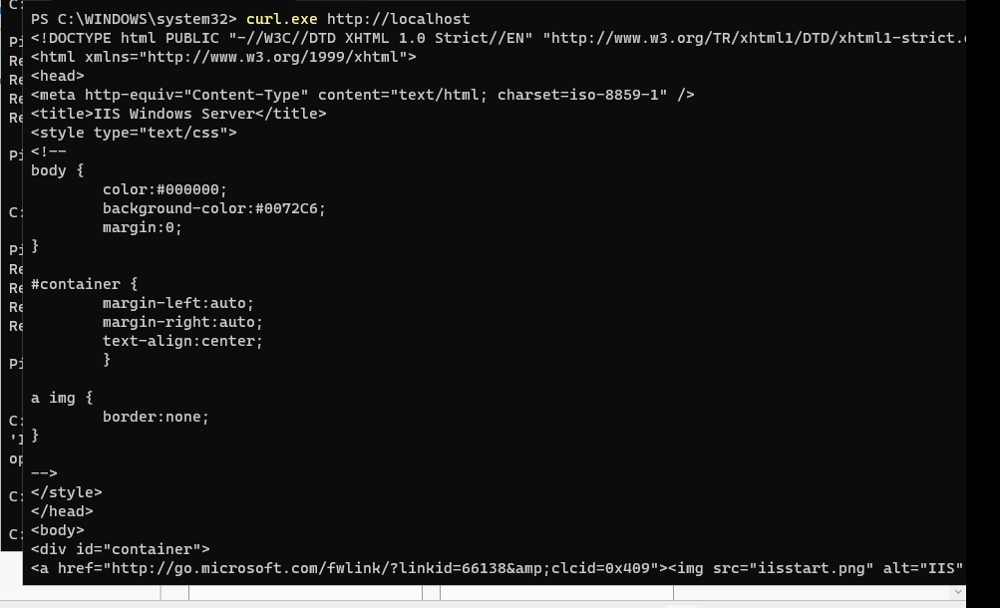 PS C:\WINDOWS\system32> curl.exe http://localhost
<!DOCTYPE html PUBLIC "-//W3C//DTD XHTML 1.0 Strict//EN" "http://www.w3.org/TR/xhtml1/DTD/xhtml1-strict.
<html xmlns="http://www.w3.org/1999/xhtml">
<head>
<meta http-equiv="Content-Type" content="text/html; charset=iso-8859-1" />
<title>IIS Windows Server</title>
<style type="text/css">
<!--
body {
        color:#000000;
        background-color:#0072C6;
        margin:0;
}
#container {
        margin-left:auto;
        margin-right:auto;
        text-align:center;
        }
a img {
        border:none;
}
-->
</style>
</head>
<body>
<div id="container">
<a href="http://go.microsoft.com/fwlink/?linkid=66138&amp;clcid=0x409"><img src="iisstart.png" alt="IIS"